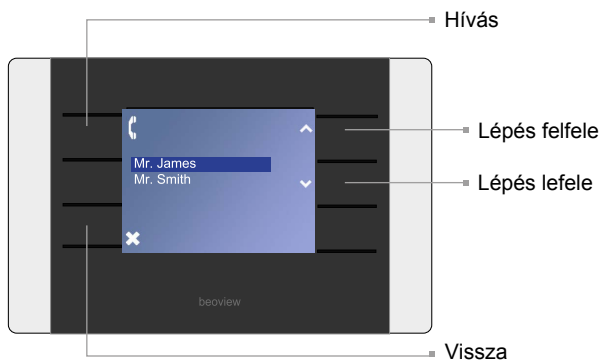 Hívás
Lépés felfele
Mr. James
Mr. Smith
Lépés lefele
beoview
Vissza